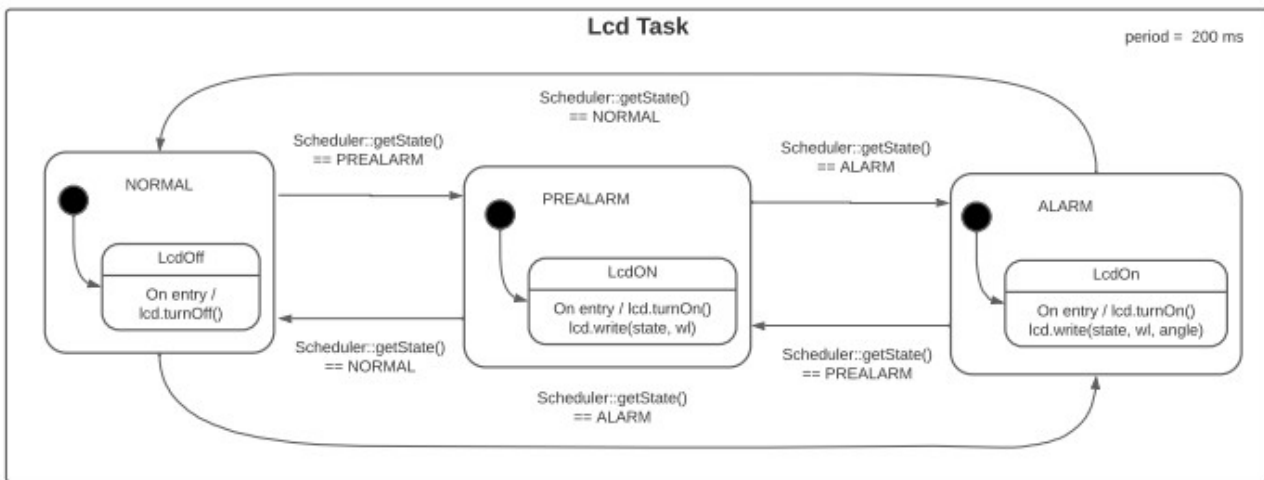 Lcd Task
period = 200 ms
Scheduler::getState()
== NORMAL
Scheduler::getState()
== PREALARM
Scheduler::getState()
== ALARM
NORMAL
LcdOff
On entry /
lcd.turnOff()
PREALARM
LcdON
On entry / lcd.turnOn()
lcd.write(state, wl)
ALARM
LcdOn
On entry / lcd.turnOn()
lcd.write(state, wl, angle)
Scheduler::getState()
== NORMAL
Scheduler::getState()
== PREALARM
Scheduler::getState()
== ALARM